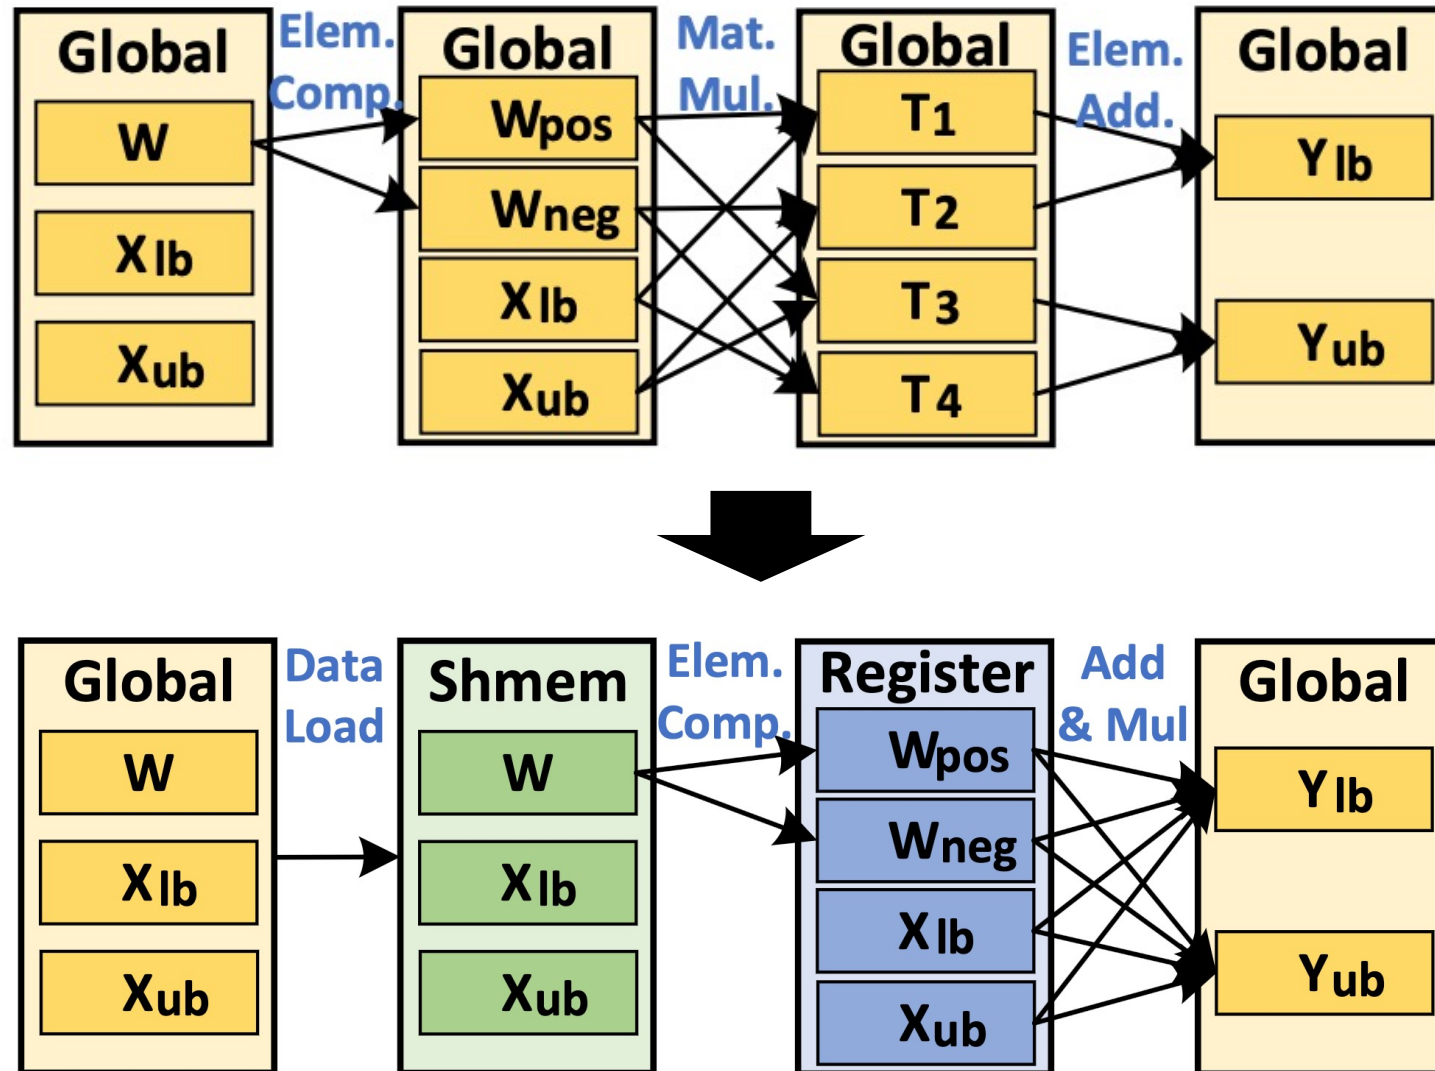 Global
W
Xlb
Xub
Elem.
Comp.
Global
Wpos
Wneg
Xlb
Xub
Mat.
Mul.
Global
T1
T2
T3
T4
Elem.
Add.
Global
Ylb
Yub
Global
W
Xlb
Xub
Data
Load
Shmem
W
Xlb
Xub
Elem.
Comp.
Register
Wpos
Wneg
Xlb
Xub
Add
& Mul
Global
Ylb
Yub